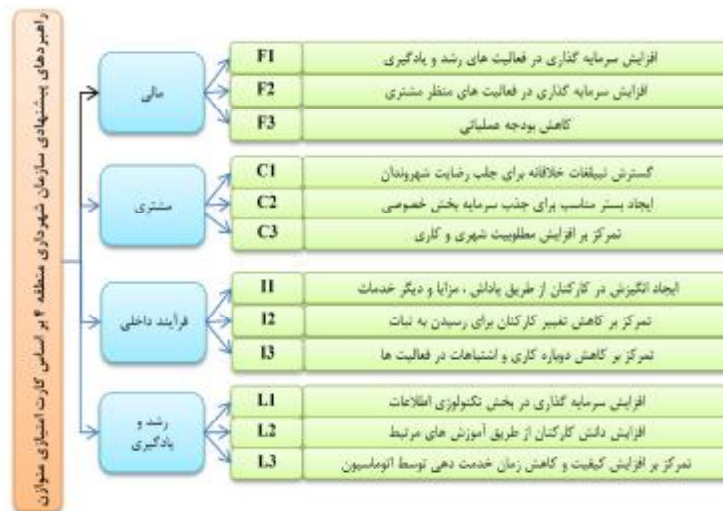 راهبردهای پیشنهادی سازمان شهرداری منطقه ۴ بر اساس کارت امتیازی متوازن
مالی
F1 افزایش سرمایه گذاری در فعالیت های رشد و یادگیری
F2 افزایش سرمایه گذاری در فعالیت های منظر مشتری
F3 کاهش بودجه عملیاتی
مشتری
C1 گسترش تبیلغات خلاقانه برای جلب رضایت شهروندان
C2 ایجاد بستر مناسب برای جذب سرمایه بخش خصوصی
C3 تمرکز بر افزایش مطلوبیت شهری و کاری
فرآیند داخلی
I1 ایجاد انگیزش در کارکنان از طریق پاداش ، مزایا و دیگر خدمات
I2 تمرکز بر کاهش تغییر کارکنان برای رسیدن به ثبات
I3 تمرکز بر کاهش دوباره کاری و اشتباهات در فعالیت ها
رشد و
یادگیری
L1 افزایش سرمایه گذاری در بخش تکنولوژی اطلاعات
L2 افزایش دانش کارکنان از طریق آموزش های مرتبط
L3 تمرکز بر افزایش کیفیت و کاهش زمان خدمت دهی توسط اتوماسیون